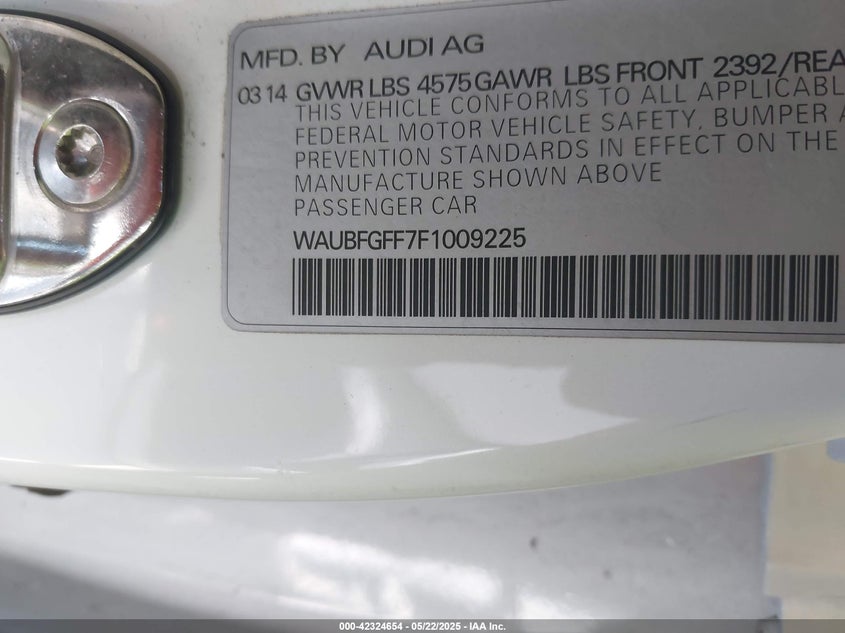 MFD. BY AUDI AG
03 14 GVWR LBS 4575 GAWR LBS FRONT 2392/REA
THIS VEHICLE CONFORMS TO ALL APPLICABLE
FEDERAL MOTOR VEHICLE SAFETY, BUMPER A
PREVENTION STANDARDS IN EFFECT ON THE
MANUFACTURE SHOWN ABOVE
PASSENGER CAR
WAUBFGFF7F1009225
000-42324654 - 05/22/2025 - IAA Inc.